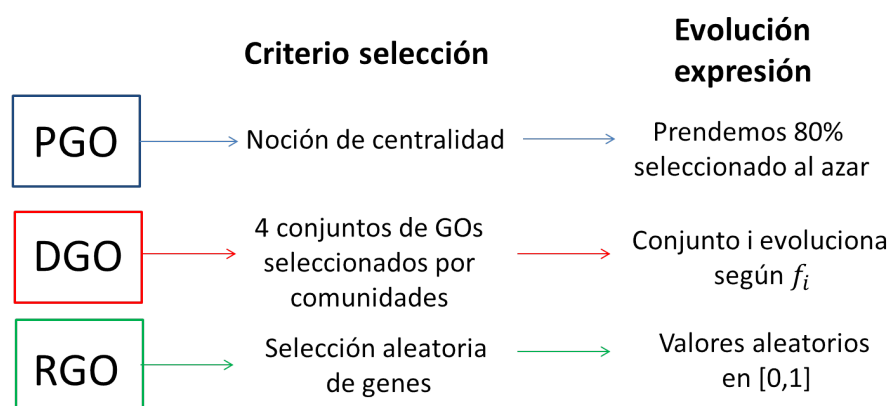 Criterio selección
Evolución
expresión
PGO
Noción de centralidad
Prendemos 80%
seleccionado al azar
DGO
4 conjuntos de GOs
seleccionados por
comunidades
Conjunto i evoluciona
según fᵢ
RGO
Selección aleatoria
de genes
Valores aleatorios
en [0,1]